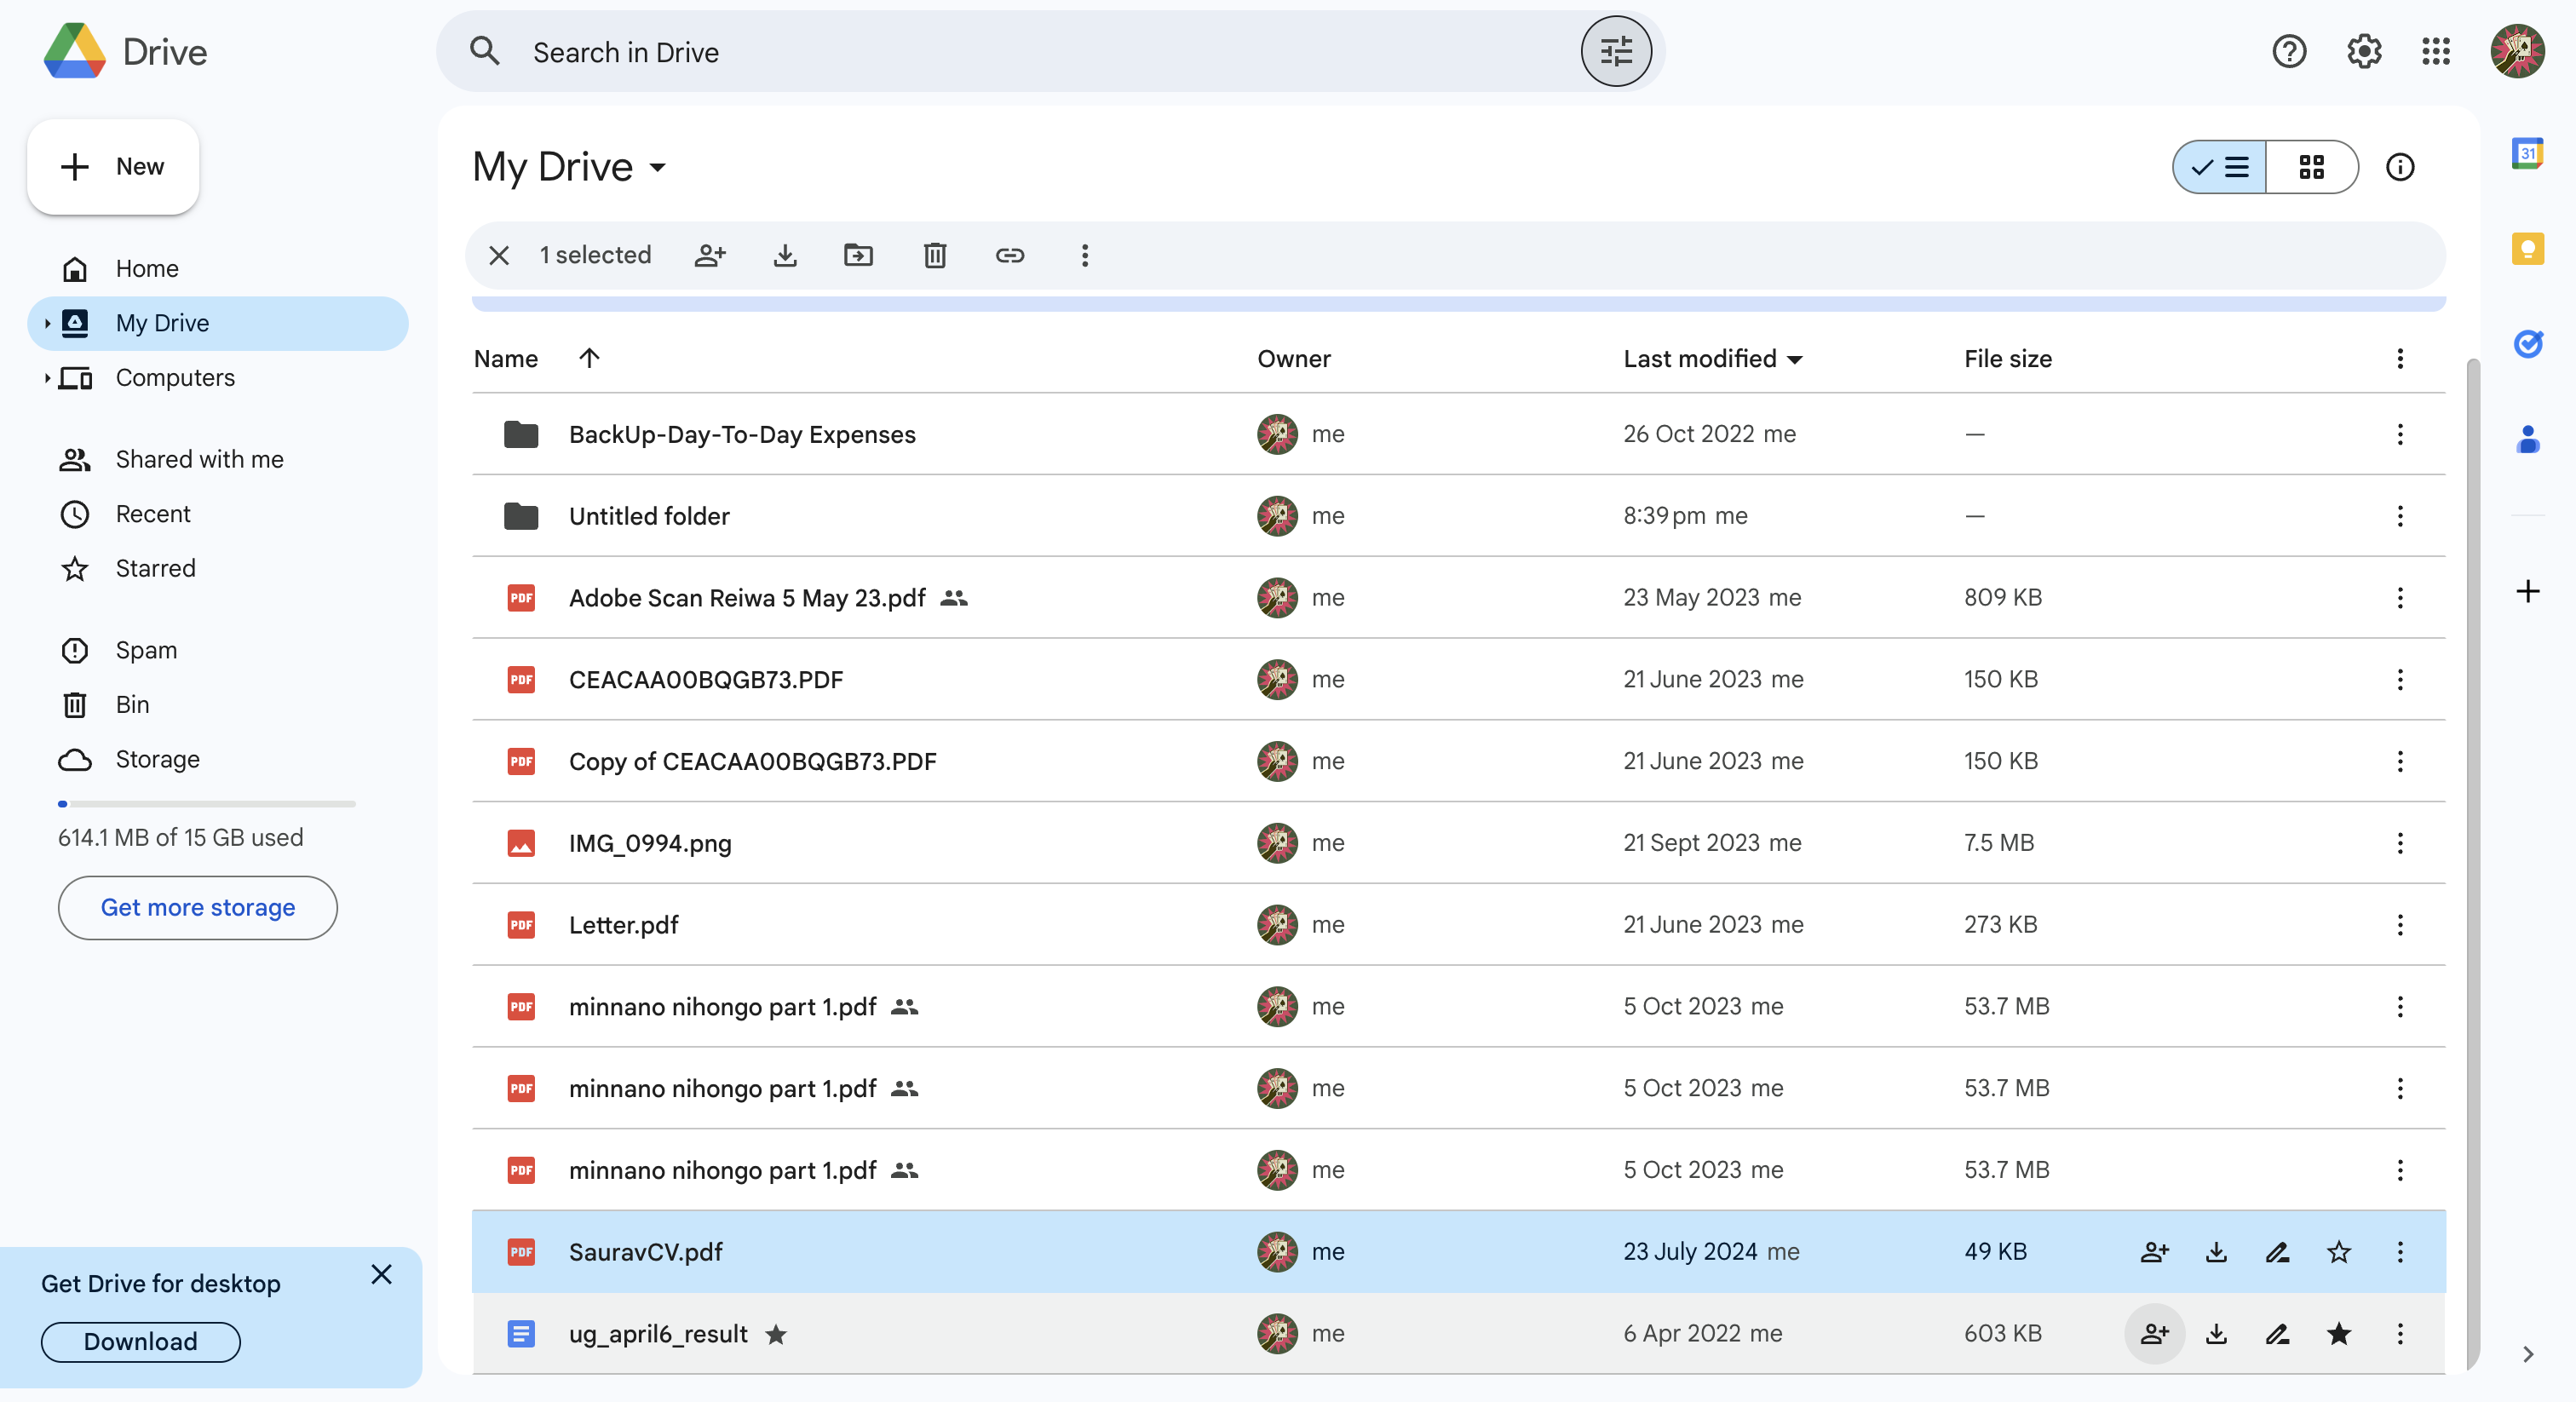 Drive
Search in Drive
New
Home
My Drive
Computers
Shared with me
Recent
Starred
Spam
Bin
Storage
614.1 MB of 15 GB used
Get more storage
Get Drive for desktop
Download
My Drive
1 selected
Name Owner Last modified File size
BackUp-Day-To-Day Expenses me 26 Oct 2022 me —
Untitled folder me 8:39 pm me —
PDF Adobe Scan Reiwa 5 May 23.pdf me 23 May 2023 me 809 KB
PDF CEACAA00BQGB73.PDF me 21 June 2023 me 150 KB
PDF Copy of CEACAA00BQGB73.PDF me 21 June 2023 me 150 KB
IMG_0994.png me 21 Sept 2023 me 7.5 MB
PDF Letter.pdf me 21 June 2023 me 273 KB
PDF minnano nihongo part 1.pdf me 5 Oct 2023 me 53.7 MB
PDF minnano nihongo part 1.pdf me 5 Oct 2023 me 53.7 MB
PDF minnano nihongo part 1.pdf me 5 Oct 2023 me 53.7 MB
PDF SauravCV.pdf me 23 July 2024 me 49 KB
ug_april6_result me 6 Apr 2022 me 603 KB
31